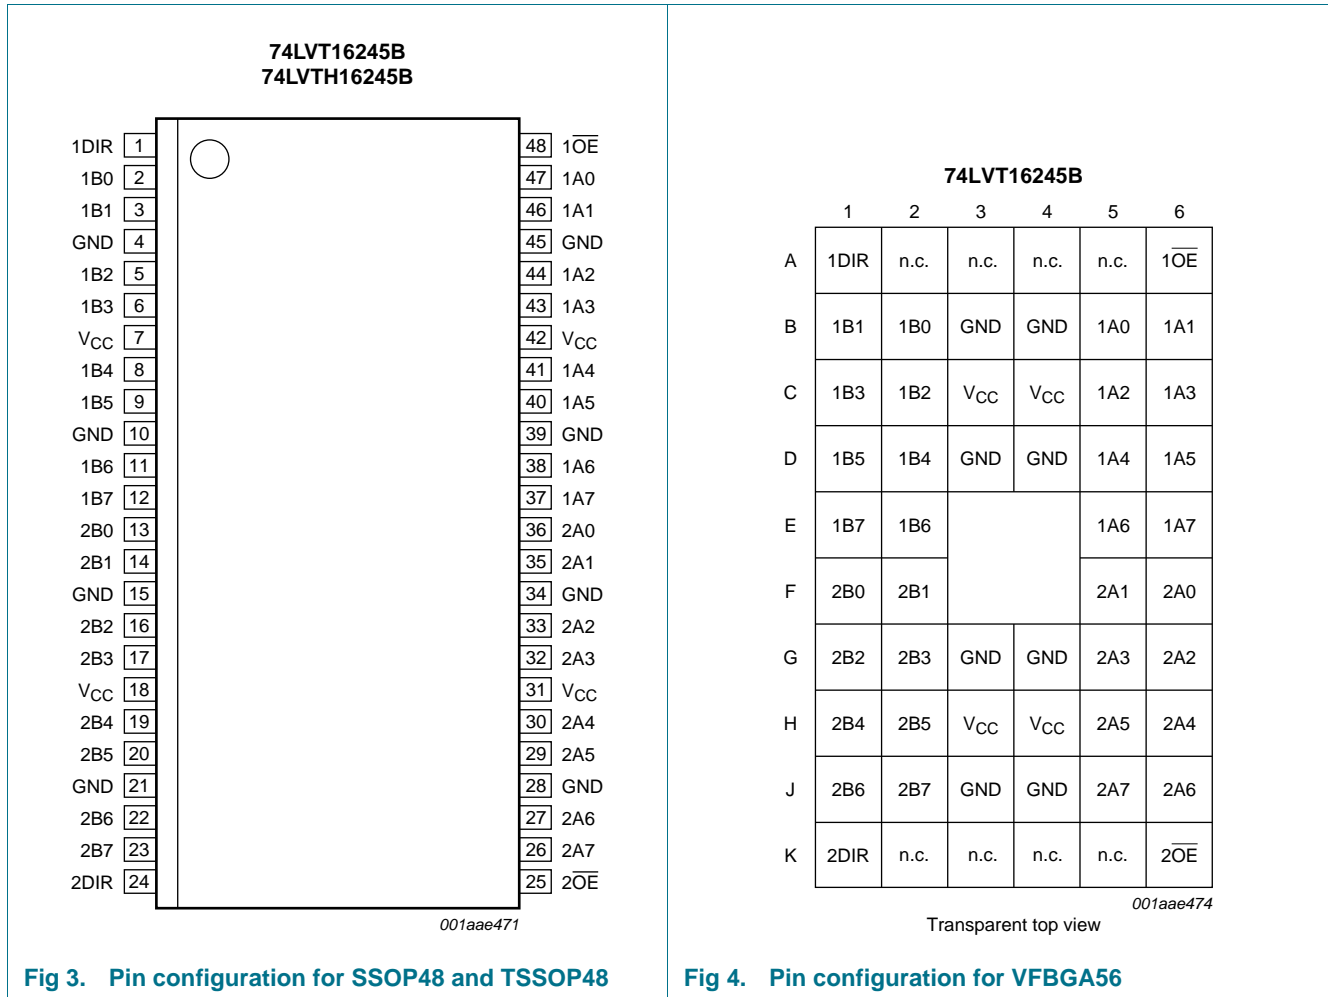 74LVT16245B
74LVTH16245B
1DIR 1 48 1OE
1B0 2 47 1A0
1B1 3 46 1A1
GND 4 45 GND
1B2 5 44 1A2
1B3 6 43 1A3
VCC 7 42 VCC
1B4 8 41 1A4
1B5 9 40 1A5
GND 10 39 GND
1B6 11 38 1A6
1B7 12 37 1A7
2B0 13 36 2A0
2B1 14 35 2A1
GND 15 34 GND
2B2 16 33 2A2
2B3 17 32 2A3
VCC 18 31 VCC
2B4 19 30 2A4
2B5 20 29 2A5
GND 21 28 GND
2B6 22 27 2A6
2B7 23 26 2A7
2DIR 24 25 2OE
001aae471
Fig 3. Pin configuration for SSOP48 and TSSOP48
74LVT16245B
1 2 3 4 5 6
A 1DIR n.c. n.c. n.c. n.c. 1OE
B 1B1 1B0 GND GND 1A0 1A1
C 1B3 1B2 VCC VCC 1A2 1A3
D 1B5 1B4 GND GND 1A4 1A5
E 1B7 1B6 1A6 1A7
F 2B0 2B1 2A1 2A0
G 2B2 2B3 GND GND 2A3 2A2
H 2B4 2B5 VCC VCC 2A5 2A4
J 2B6 2B7 GND GND 2A7 2A6
K 2DIR n.c. n.c. n.c. n.c. 2OE
001aae474
Transparent top view
Fig 4. Pin configuration for VFBGA56